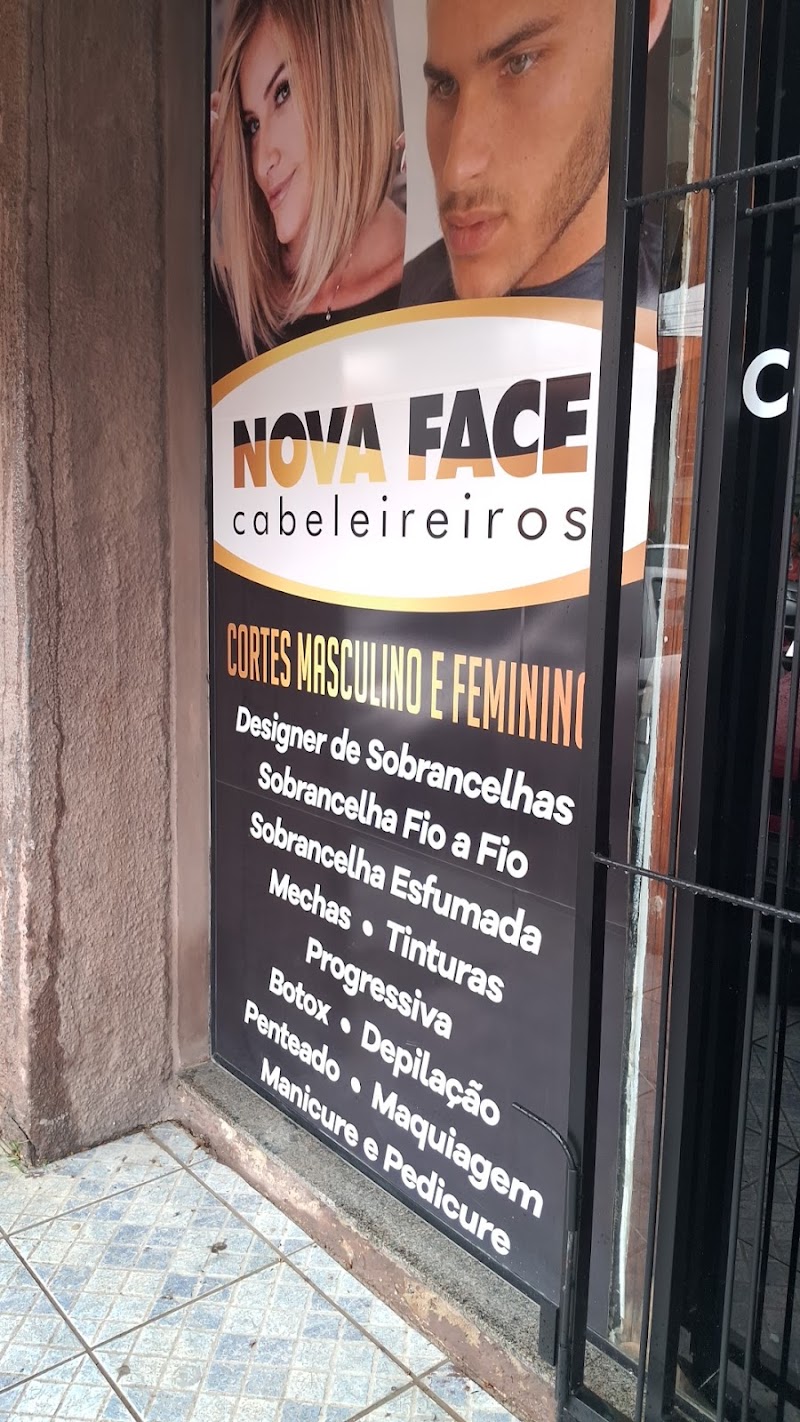 NOVA FACE
cabeleireiros
CORTES MASCULINO E FEMININO
Designer de Sobrancelhas
Sobrancelha Fio a Fio
Sobrancelha Esfumada
Mechas • Tinturas
Progressiva
Botox • Depilação
Penteado • Maquiagem
Manicure e Pedicure
C